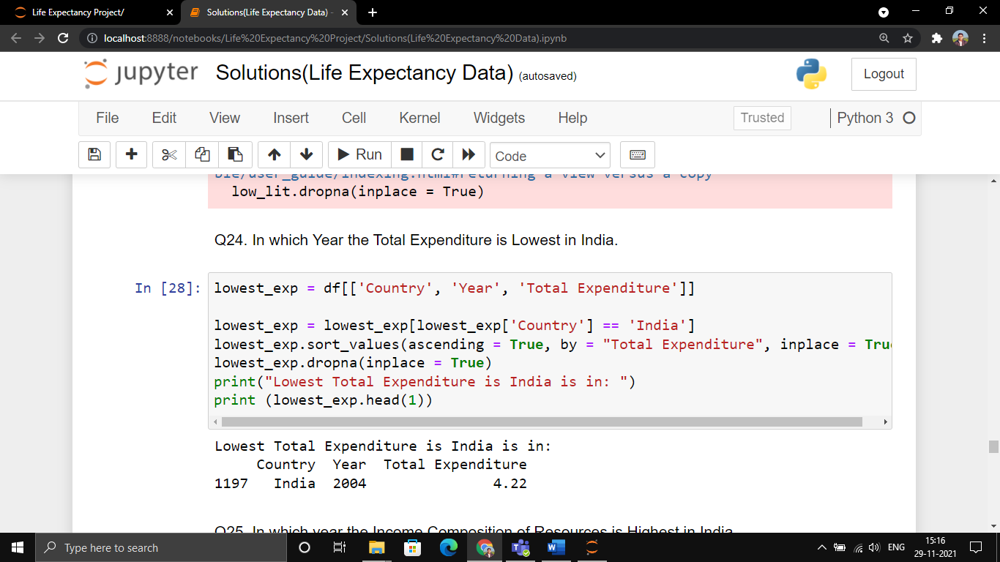 Life Expectancy Project/
Solutions(Life Expectancy Data) -
localhost:8888/notebooks/Life%20Expectancy%20Project/Solutions(Life%20Expectancy%20Data).ipynb
jupyter Solutions(Life Expectancy Data) (autosaved)
Logout
File Edit View Insert Cell Kernel Widgets Help Trusted Python 3
Run Code
ble/user_guide/indexing.html#returning-a-view-versus-a-copy
low_lit.dropna(inplace = True)
Q24. In which Year the Total Expenditure is Lowest in India.
In [28]:
lowest_exp = df[['Country', 'Year', 'Total Expenditure']]
lowest_exp = lowest_exp[lowest_exp['Country'] == 'India']
lowest_exp.sort_values(ascending = True, by = "Total Expenditure", inplace = Tru
lowest_exp.dropna(inplace = True)
print("Lowest Total Expenditure is India is in: ")
print (lowest_exp.head(1))
Lowest Total Expenditure is India is in:
Country Year Total Expenditure
1197 India 2004 4.22
Q25. In which year the Income Composition of Resources is Highest in India
Type here to search
ENG
15:16
29-11-2021